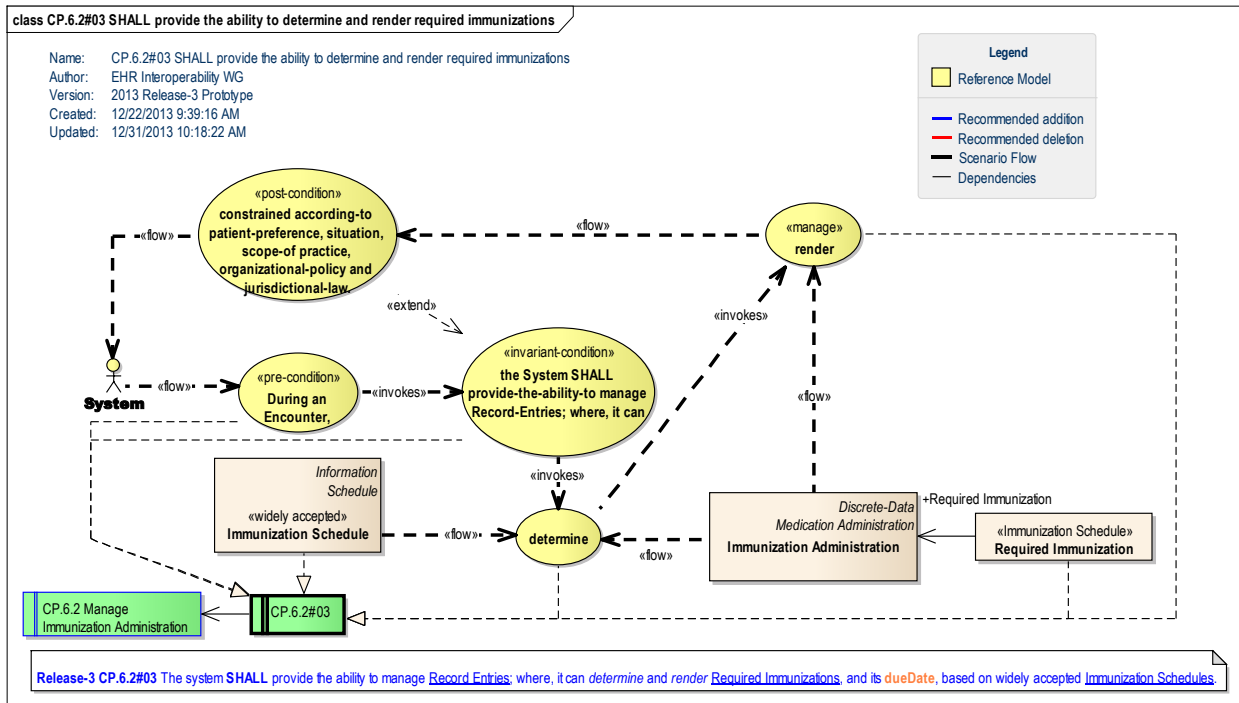 class CP.6.2#03 SHALL provide the ability to determine and render required immunizations
Name: CP.6.2#03 SHALL provide the ability to determine and render required immunizations
Author: EHR Interoperability WG
Version: 2013 Release-3 Prototype
Created: 12/22/2013 9:39:16 AM
Updated: 12/31/2013 10:18:22 AM
Legend
Reference Model
Recommended addition
Recommended deletion
Scenario Flow
Dependencies
«post-condition»
constrained according-to
patient-preference, situation,
scope-of practice,
organizational-policy and
jurisdictional-law.
«flow»
«flow»
«manage»
render
«extend»
«invokes»
«invariant-condition»
the System SHALL
provide-the-ability-to manage
Record-Entries; where, it can
System
«flow»
«pre-condition»
During an
Encounter,
«invokes»
«flow»
«invokes»
Information
Schedule
«widely accepted»
Immunization Schedule
«flow»
determine
«flow»
Discrete-Data
Medication Administration
Immunization Administration
+Required Immunization
«Immunization Schedule»
Required Immunization
CP.6.2 Manage
Immunization Administration
CP.6.2#03
Release-3 CP.6.2#03 The system SHALL provide the ability to manage Record Entries; where, it can determine and render Required Immunizations, and its dueDate, based on widely accepted Immunization Schedules.